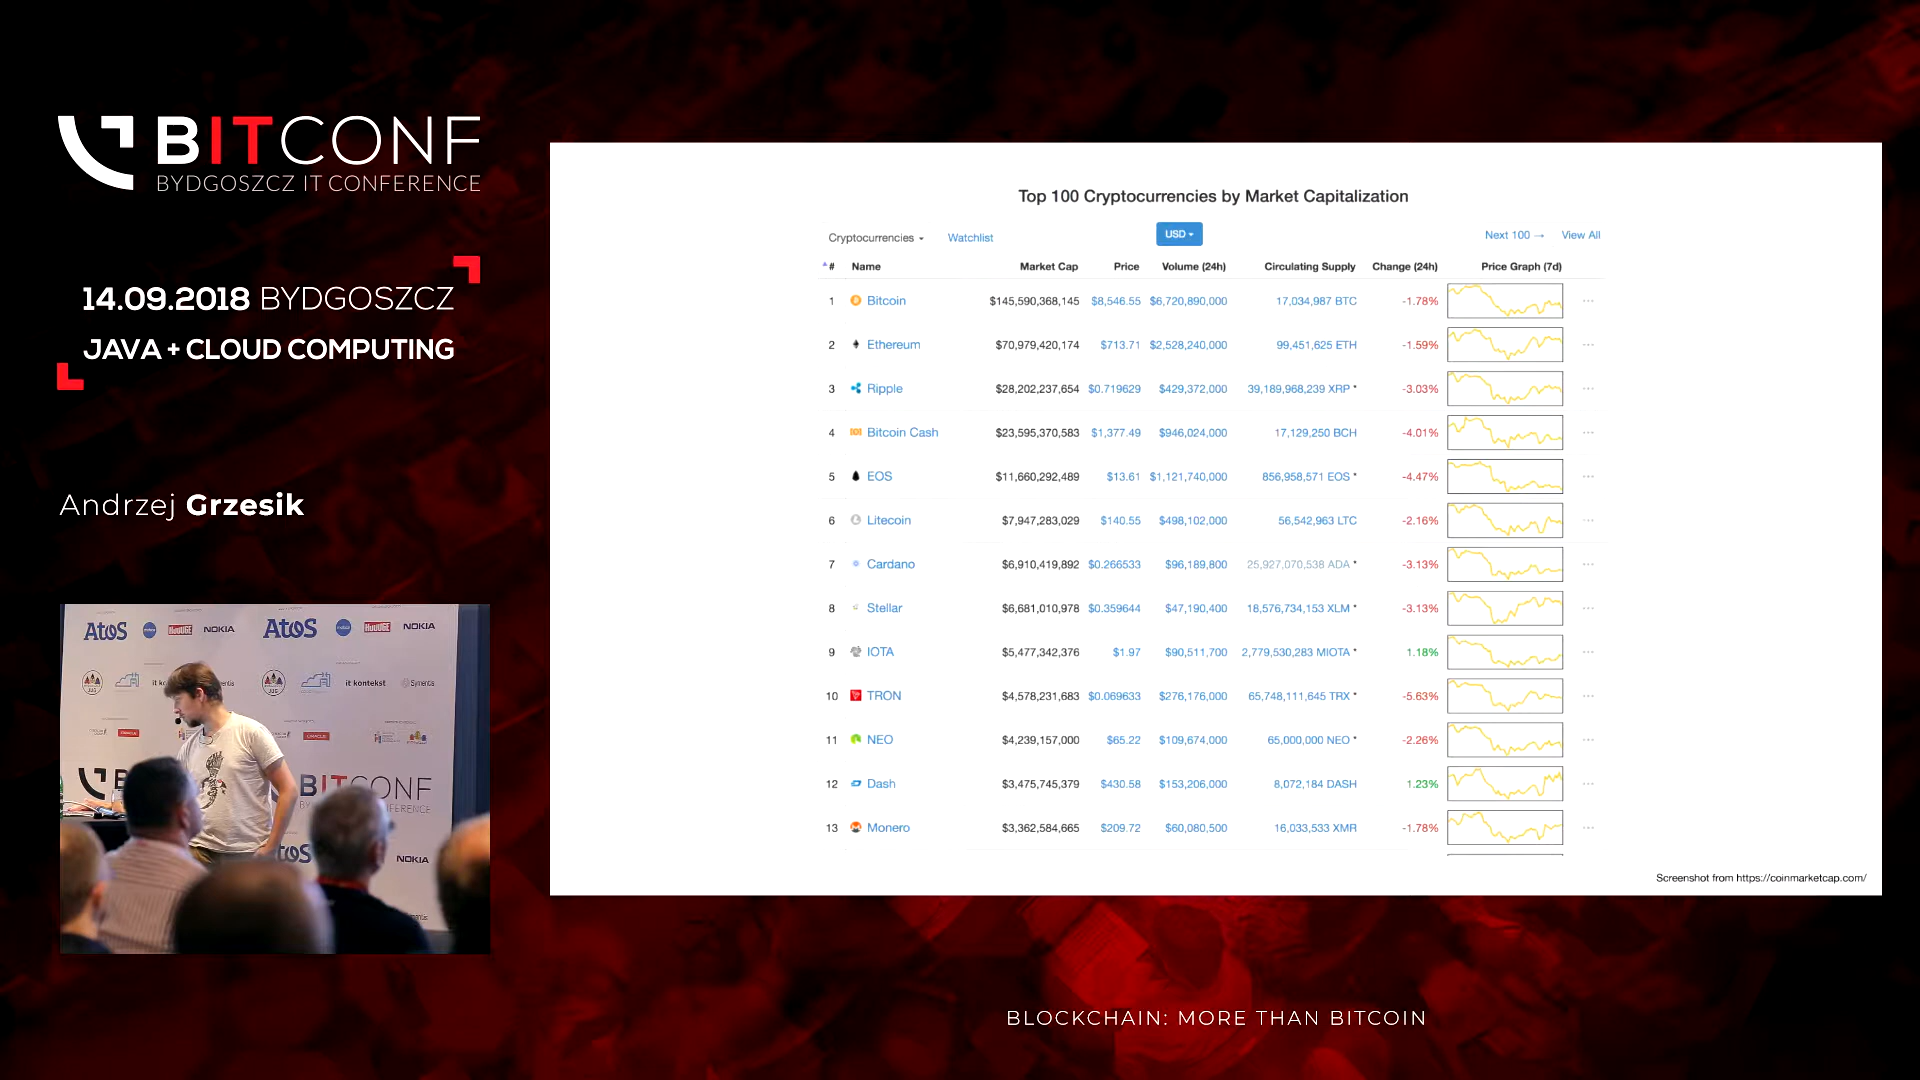 BITCONF
BYDGOSZCZ IT CONFERENCE
14.09.2018 BYDGOSZCZ
JAVA + CLOUD COMPUTING
Andrzej Grzesik
AtoS HUUUGE NOKIA AtoS HUUUGE NOKIA
JUG JUG it kontekst Symentis
ORACLE
BITCONF
CONFERENCE
NOKIA
Top 100 Cryptocurrencies by Market Capitalization
Cryptocurrencies Watchlist USD Next 100 → View All
# Name Market Cap Price Volume (24h) Circulating Supply Change (24h) Price Graph (7d)
1 Bitcoin $145,590,368,145 $8,546.55 $6,720,890,000 17,034,987 BTC -1.78%
2 Ethereum $70,979,420,174 $713.71 $2,528,240,000 99,451,625 ETH -1.59%
3 Ripple $28,202,237,654 $0.719629 $429,372,000 39,189,968,239 XRP * -3.03%
4 Bitcoin Cash $23,595,370,583 $1,377.49 $946,024,000 17,129,250 BCH -4.01%
5 EOS $11,660,292,489 $13.61 $1,121,740,000 856,958,571 EOS * -4.47%
6 Litecoin $7,947,283,029 $140.55 $498,102,000 56,542,963 LTC -2.16%
7 Cardano $6,910,419,892 $0.266533 $96,189,800 25,927,070,538 ADA * -3.13%
8 Stellar $6,681,010,978 $0.359644 $47,190,400 18,576,734,153 XLM * -3.13%
9 IOTA $5,477,342,376 $1.97 $90,511,700 2,779,530,283 MIOTA * 1.18%
10 TRON $4,578,231,683 $0.069633 $276,176,000 65,748,111,645 TRX * -5.63%
11 NEO $4,239,157,000 $65.22 $109,674,000 65,000,000 NEO * -2.26%
12 Dash $3,475,745,379 $430.58 $153,206,000 8,072,184 DASH 1.23%
13 Monero $3,362,584,665 $209.72 $60,080,500 16,033,533 XMR -1.78%
Screenshot from https://coinmarketcap.com/
BLOCKCHAIN: MORE THAN BITCOIN